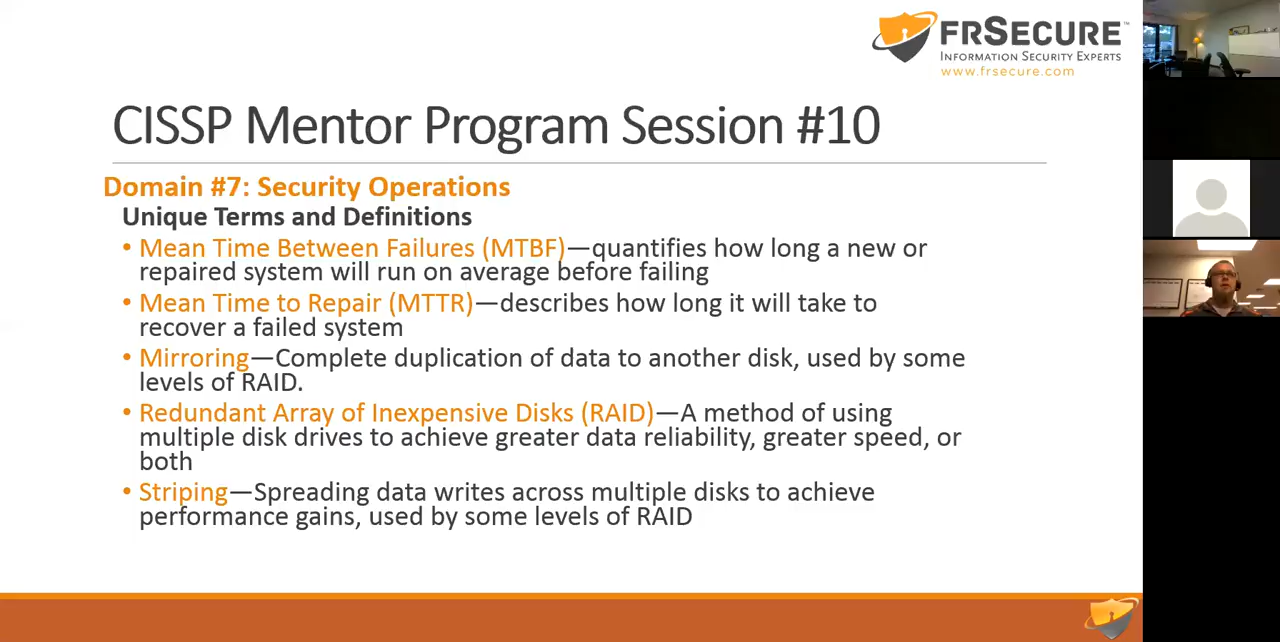 FRSECURE™
INFORMATION SECURITY EXPERTS
www.frsecure.com
CISSP Mentor Program Session #10
Domain #7: Security Operations
Unique Terms and Definitions
• Mean Time Between Failures (MTBF)—quantifies how long a new or
repaired system will run on average before failing
• Mean Time to Repair (MTTR)—describes how long it will take to
recover a failed system
• Mirroring—Complete duplication of data to another disk, used by some
levels of RAID.
• Redundant Array of Inexpensive Disks (RAID)—A method of using
multiple disk drives to achieve greater data reliability, greater speed, or
both
• Striping—Spreading data writes across multiple disks to achieve
performance gains, used by some levels of RAID